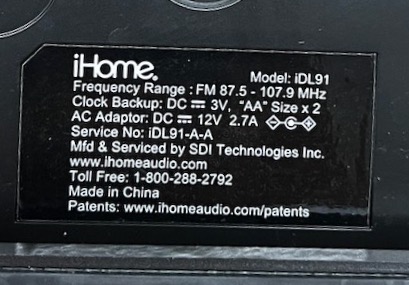 iHome.
Model: iDL91
Frequency Range : FM 87.5 - 107.9 MHz
Clock Backup: DC ⎓ 3V, "AA" Size x 2
AC Adaptor: DC ⎓ 12V 2.7A
Service No: iDL91-A-A
Mfd & Serviced by SDI Technologies Inc.
www.ihomeaudio.com
Toll Free: 1-800-288-2792
Made in China
Patents: www.ihomeaudio.com/patents